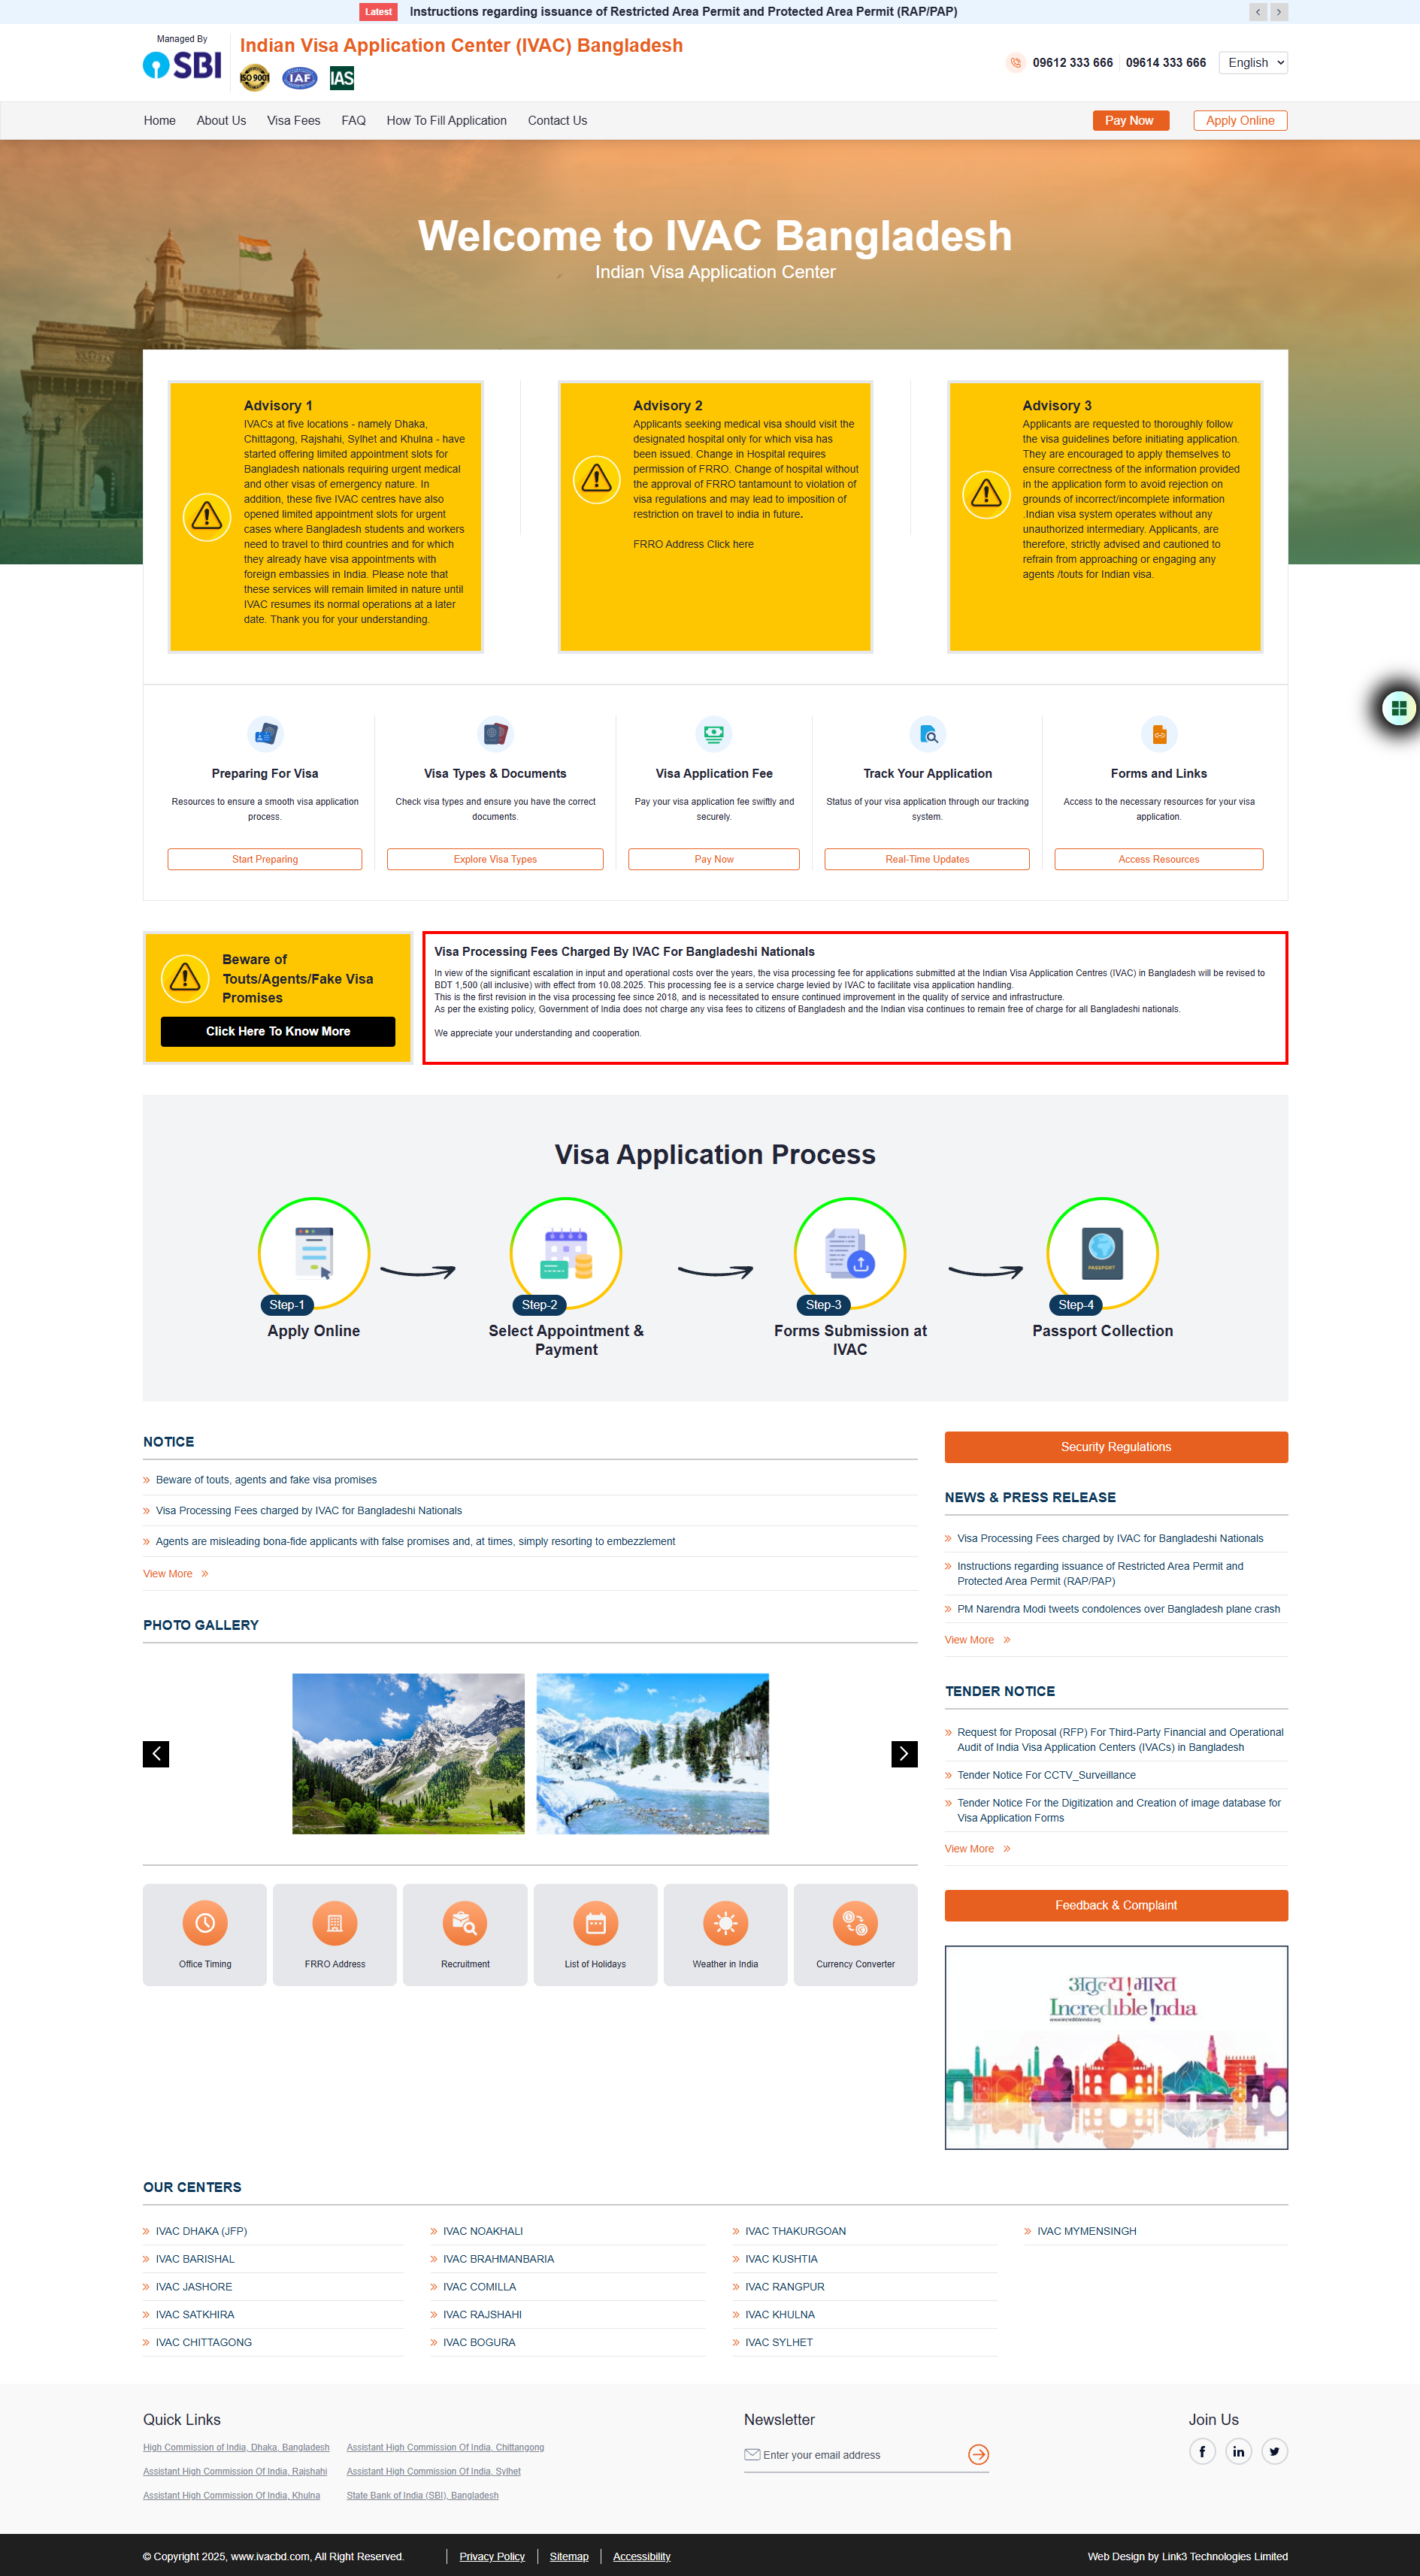 Latest
Instructions regarding issuance of Restricted Area Permit and Protected Area Permit (RAP/PAP)
Managed By
SBI
Indian Visa Application Center (IVAC) Bangladesh
ISO 9001
IAF
IAS
09612 333 666
09614 333 666
English
Home
About Us
Visa Fees
FAQ
How To Fill Application
Contact Us
Pay Now
Apply Online
Welcome to IVAC Bangladesh
Indian Visa Application Center
Advisory 1
IVACs at five locations - namely Dhaka,
Chittagong, Rajshahi, Sylhet and Khulna - have
started offering limited appointment slots for
Bangladesh nationals requiring urgent medical
and other visas of emergency nature. In
addition, these five IVAC centres have also
opened limited appointment slots for urgent
cases where Bangladesh students and workers
need to travel to third countries and for which
they already have visa appointments with
foreign embassies in India. Please note that
these services will remain limited in nature until
IVAC resumes its normal operations at a later
date. Thank you for your understanding.
Advisory 2
Applicants seeking medical visa should visit the
designated hospital only for which visa has
been issued. Change in Hospital requires
permission of FRRO. Change of hospital without
the approval of FRRO tantamount to violation of
visa regulations and may lead to imposition of
restriction on travel to india in future.
FRRO Address Click here
Advisory 3
Applicants are requested to thoroughly follow
the visa guidelines before initiating application.
They are encouraged to apply themselves to
ensure correctness of the information provided
in the application form to avoid rejection on
grounds of incorrect/incomplete information
.Indian visa system operates without any
unauthorized intermediary. Applicants, are
therefore, strictly advised and cautioned to
refrain from approaching or engaging any
agents /touts for Indian visa.
Preparing For Visa
Resources to ensure a smooth visa application
process.
Start Preparing
Visa Types & Documents
Check visa types and ensure you have the correct
documents.
Explore Visa Types
Visa Application Fee
Pay your visa application fee swiftly and
securely.
Pay Now
Track Your Application
Status of your visa application through our tracking
system.
Real-Time Updates
Forms and Links
Access to the necessary resources for your visa
application.
Access Resources
Beware of
Touts/Agents/Fake Visa
Promises
Click Here To Know More
Visa Processing Fees Charged By IVAC For Bangladeshi Nationals
In view of the significant escalation in input and operational costs over the years, the visa processing fee for applications submitted at the Indian Visa Application Centres (IVAC) in Bangladesh will be revised to
BDT 1,500 (all inclusive) with effect from 10.08.2025. This processing fee is a service charge levied by IVAC to facilitate visa application handling.
This is the first revision in the visa processing fee since 2018, and is necessitated to ensure continued improvement in the quality of service and infrastructure.
As per the existing policy, Government of India does not charge any visa fees to citizens of Bangladesh and the Indian visa continues to remain free of charge for all Bangladeshi nationals.
We appreciate your understanding and cooperation.
Visa Application Process
Step-1
Apply Online
Step-2
Select Appointment &
Payment
Step-3
Forms Submission at
IVAC
PASSPORT
Step-4
Passport Collection
NOTICE
Beware of touts, agents and fake visa promises
Visa Processing Fees charged by IVAC for Bangladeshi Nationals
Agents are misleading bona-fide applicants with false promises and, at times, simply resorting to embezzlement
View More
PHOTO GALLERY
Office Timing
FRRO Address
Recruitment
List of Holidays
Weather in India
Currency Converter
Security Regulations
NEWS & PRESS RELEASE
Visa Processing Fees charged by IVAC for Bangladeshi Nationals
Instructions regarding issuance of Restricted Area Permit and
Protected Area Permit (RAP/PAP)
PM Narendra Modi tweets condolences over Bangladesh plane crash
View More
TENDER NOTICE
Request for Proposal (RFP) For Third-Party Financial and Operational
Audit of India Visa Application Centers (IVACs) in Bangladesh
Tender Notice For CCTV_Surveillance
Tender Notice For the Digitization and Creation of image database for
Visa Application Forms
View More
Feedback & Complaint
अतुल्य ! भारत
Incredible !ndia
www.incredibleindia.org
OUR CENTERS
IVAC DHAKA (JFP)
IVAC BARISHAL
IVAC JASHORE
IVAC SATKHIRA
IVAC CHITTAGONG
IVAC NOAKHALI
IVAC BRAHMANBARIA
IVAC COMILLA
IVAC RAJSHAHI
IVAC BOGURA
IVAC THAKURGOAN
IVAC KUSHTIA
IVAC RANGPUR
IVAC KHULNA
IVAC SYLHET
IVAC MYMENSINGH
Quick Links
High Commission of India, Dhaka, Bangladesh
Assistant High Commission Of India, Rajshahi
Assistant High Commission Of India, Khulna
Assistant High Commission Of India, Chittangong
Assistant High Commission Of India, Sylhet
State Bank of India (SBI), Bangladesh
Newsletter
Enter your email address
Join Us
© Copyright 2025, www.ivacbd.com, All Right Reserved.
Privacy Policy
Sitemap
Accessibility
Web Design by Link3 Technologies Limited